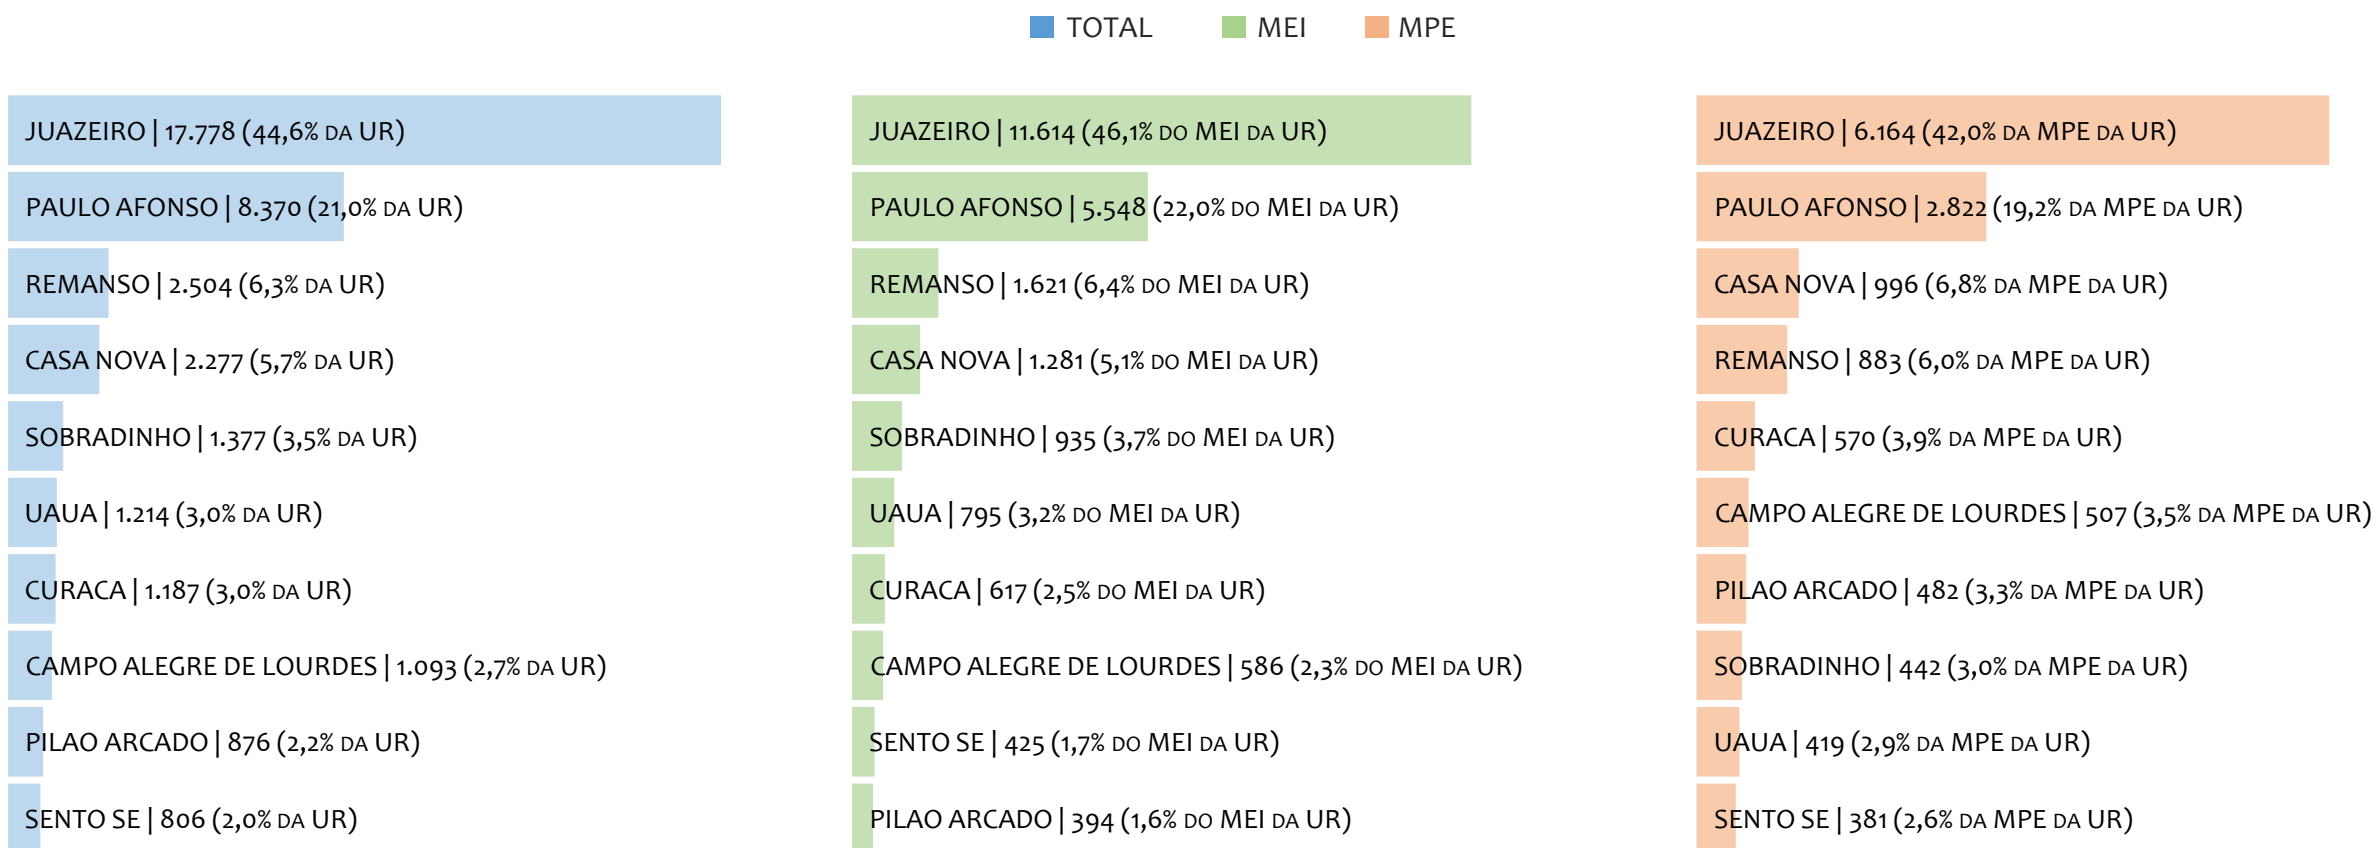 TOTAL MEI MPE
JUAZEIRO | 17.778 (44,6% DA UR)
PAULO AFONSO | 8.370 (21,0% DA UR)
REMANSO | 2.504 (6,3% DA UR)
CASA NOVA | 2.277 (5,7% DA UR)
SOBRADINHO | 1.377 (3,5% DA UR)
UAUA | 1.214 (3,0% DA UR)
CURACA | 1.187 (3,0% DA UR)
CAMPO ALEGRE DE LOURDES | 1.093 (2,7% DA UR)
PILAO ARCADO | 876 (2,2% DA UR)
SENTO SE | 806 (2,0% DA UR)
JUAZEIRO | 11.614 (46,1% DO MEI DA UR)
PAULO AFONSO | 5.548 (22,0% DO MEI DA UR)
REMANSO | 1.621 (6,4% DO MEI DA UR)
CASA NOVA | 1.281 (5,1% DO MEI DA UR)
SOBRADINHO | 935 (3,7% DO MEI DA UR)
UAUA | 795 (3,2% DO MEI DA UR)
CURACA | 617 (2,5% DO MEI DA UR)
CAMPO ALEGRE DE LOURDES | 586 (2,3% DO MEI DA UR)
SENTO SE | 425 (1,7% DO MEI DA UR)
PILAO ARCADO | 394 (1,6% DO MEI DA UR)
JUAZEIRO | 6.164 (42,0% DA MPE DA UR)
PAULO AFONSO | 2.822 (19,2% DA MPE DA UR)
CASA NOVA | 996 (6,8% DA MPE DA UR)
REMANSO | 883 (6,0% DA MPE DA UR)
CURACA | 570 (3,9% DA MPE DA UR)
CAMPO ALEGRE DE LOURDES | 507 (3,5% DA MPE DA UR)
PILAO ARCADO | 482 (3,3% DA MPE DA UR)
SOBRADINHO | 442 (3,0% DA MPE DA UR)
UAUA | 419 (2,9% DA MPE DA UR)
SENTO SE | 381 (2,6% DA MPE DA UR)